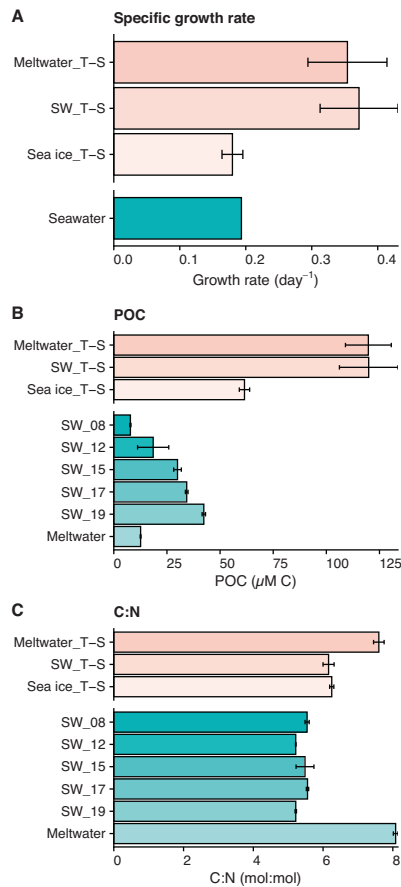 A
Specific growth rate
Meltwater_T−S
SW_T−S
Sea ice_T−S
Seawater
0.0 0.1 0.2 0.3 0.4
Growth rate (day⁻¹)
B
POC
Meltwater_T−S
SW_T−S
Sea ice_T−S
SW_08
SW_12
SW_15
SW_17
SW_19
Meltwater
0 25 50 75 100 125
POC (µM C)
C
C:N
Meltwater_T−S
SW_T−S
Sea ice_T−S
SW_08
SW_12
SW_15
SW_17
SW_19
Meltwater
0 2 4 6 8
C:N (mol:mol)